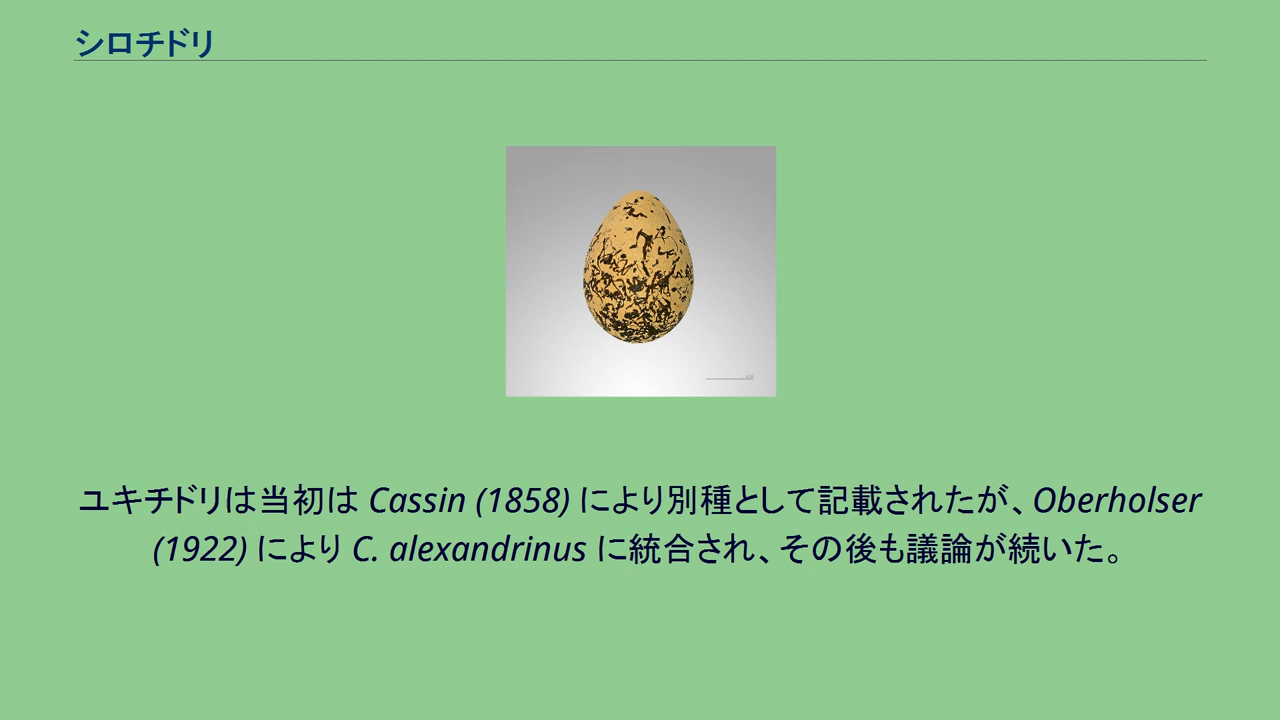 シロチドリ
ユキチドリは当初は Cassin (1858) により別種として記載されたが、Oberholser
(1922) により C. alexandrinus に統合され、その後も議論が続いた。